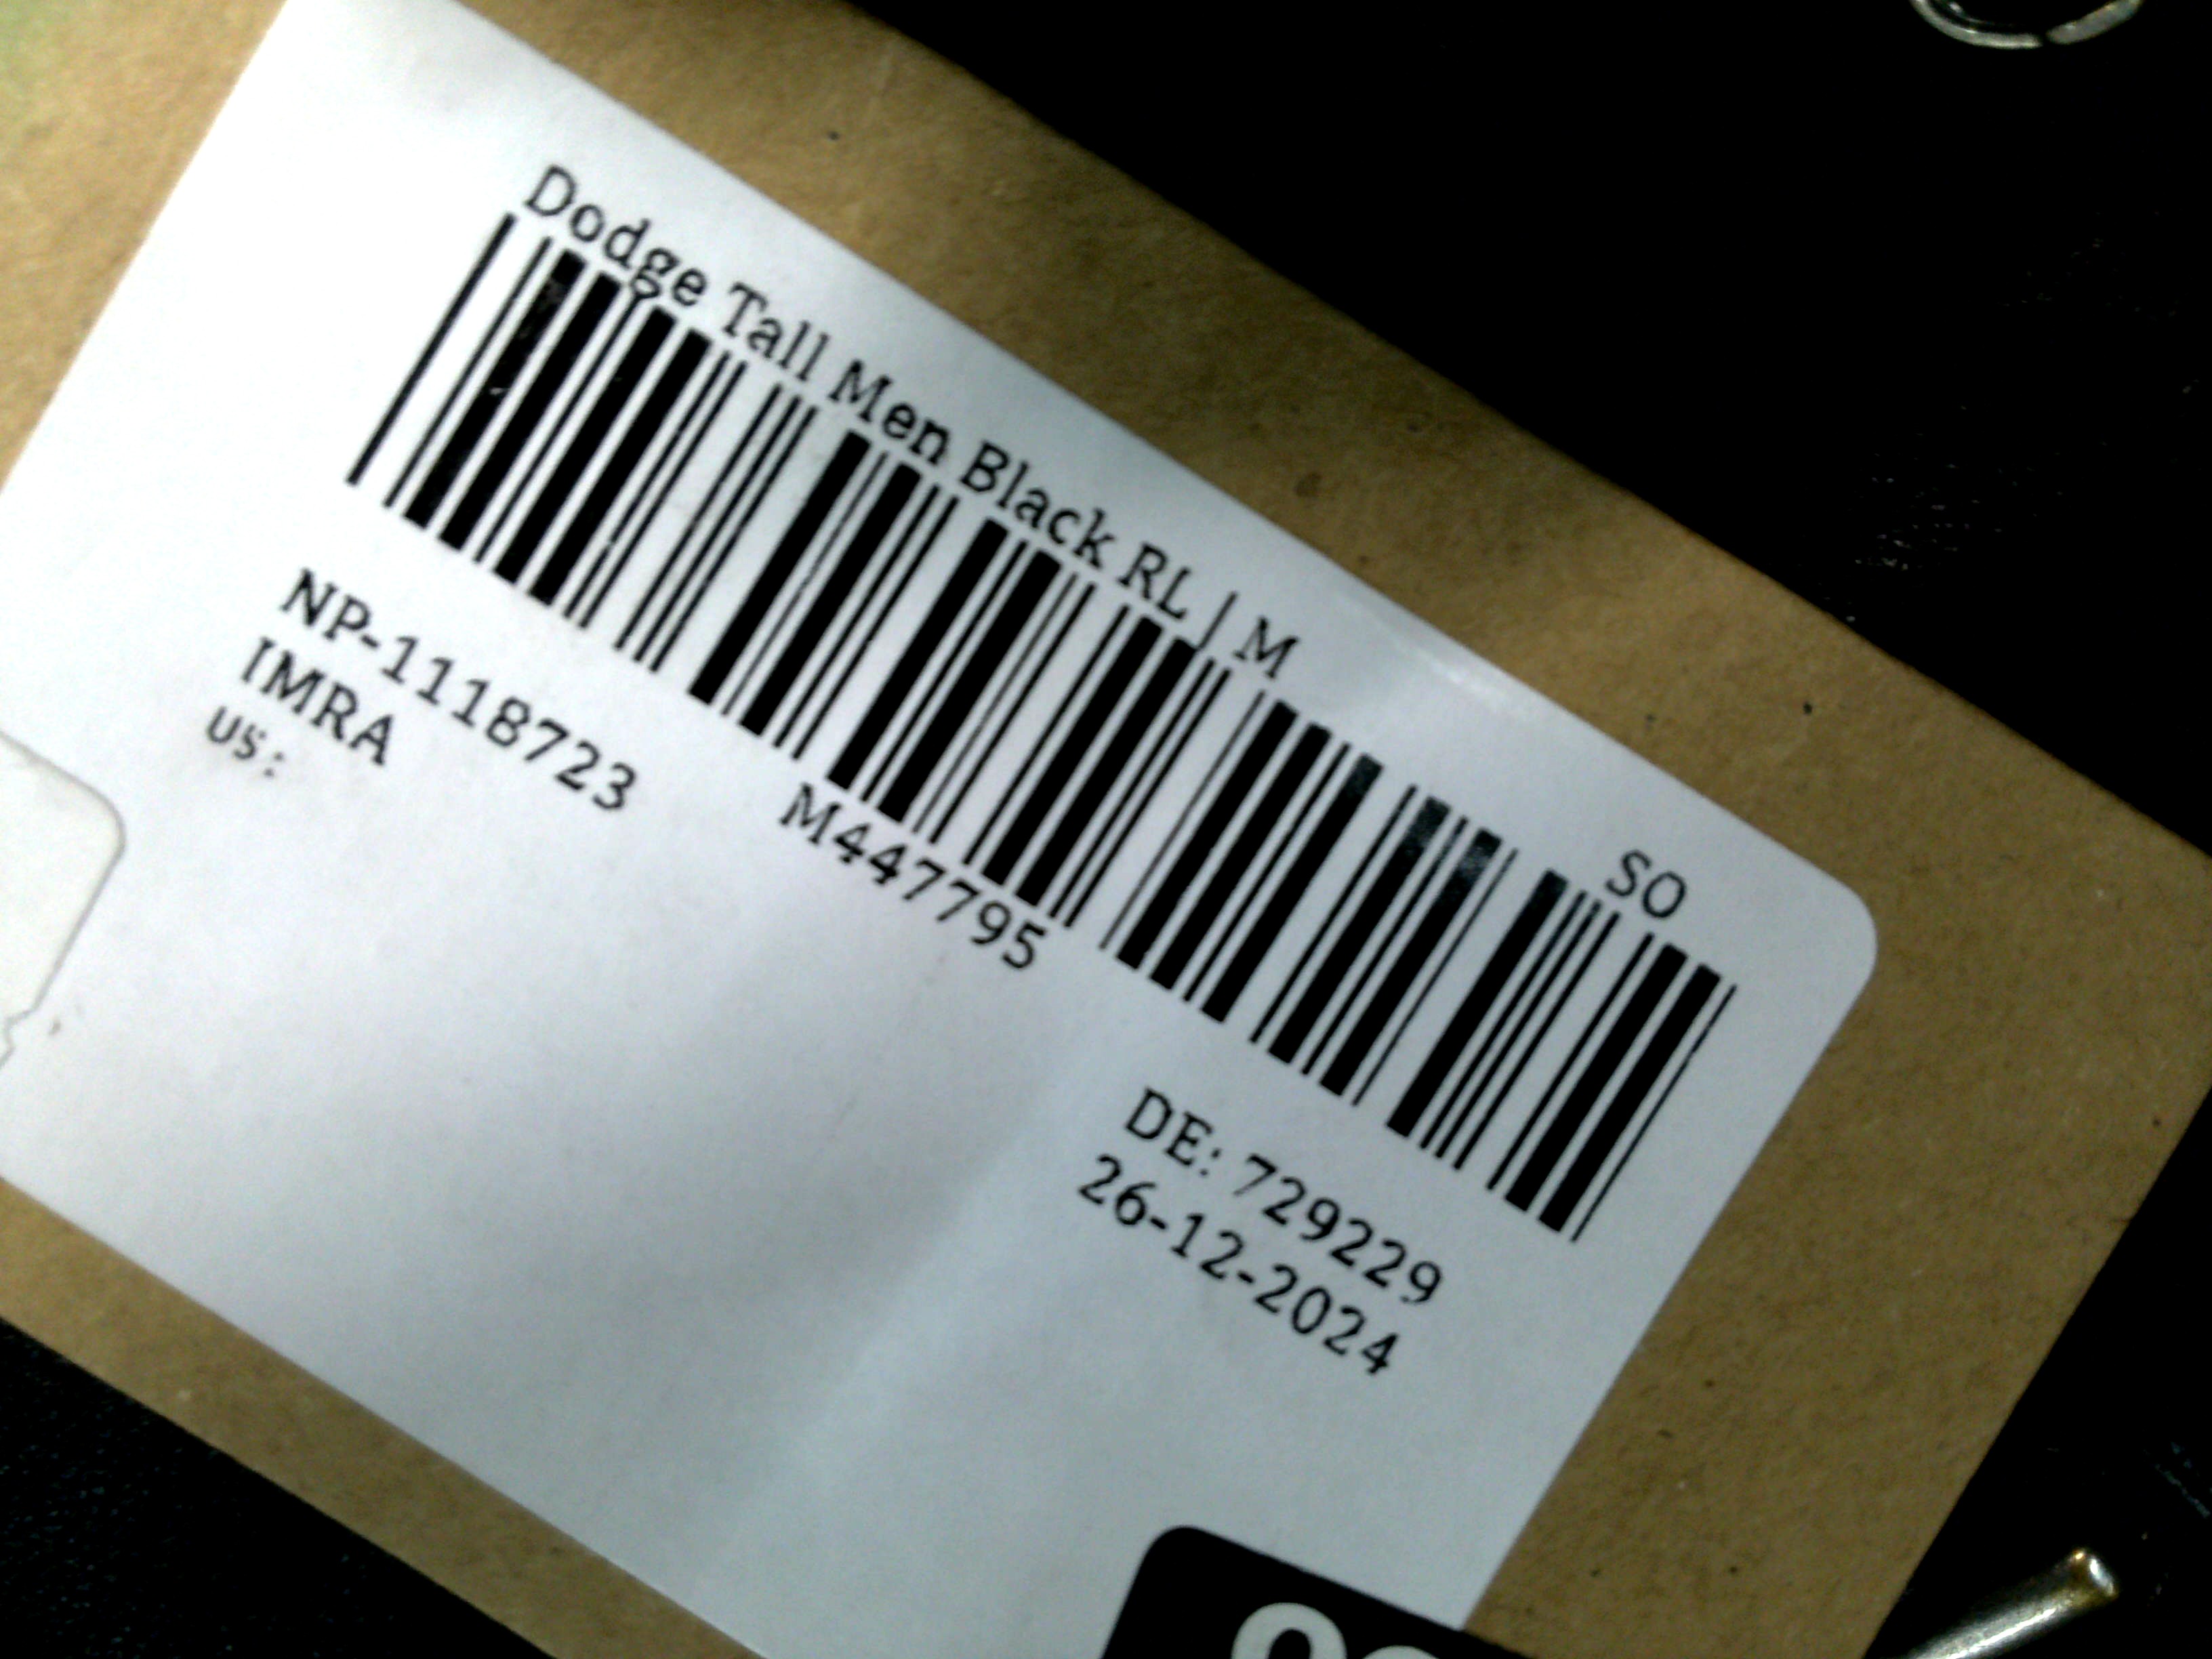 Dodge Tall Men Black RL | M
SO
M447795
NP-1118723
IMRA
US:
DE: 729229
26-12-2024